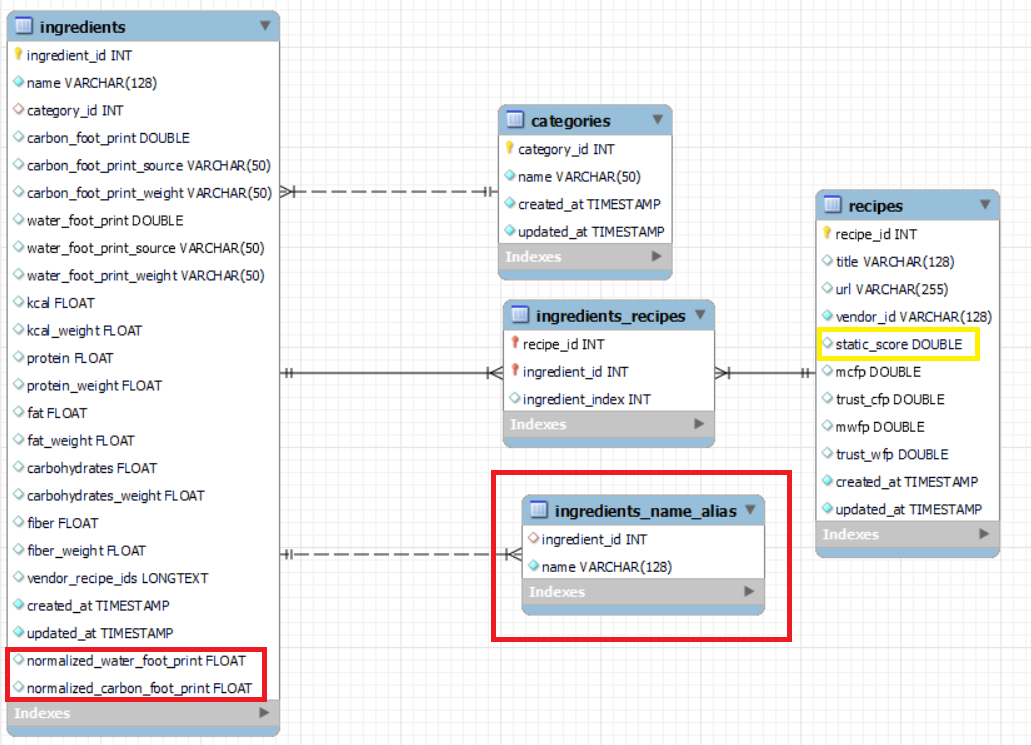 ingredients
ingredient_id INT
name VARCHAR(128)
category_id INT
carbon_foot_print DOUBLE
carbon_foot_print_source VARCHAR(50)
carbon_foot_print_weight VARCHAR(50)
water_foot_print DOUBLE
water_foot_print_source VARCHAR(50)
water_foot_print_weight VARCHAR(50)
kcal FLOAT
kcal_weight FLOAT
protein FLOAT
protein_weight FLOAT
fat FLOAT
fat_weight FLOAT
carbohydrates FLOAT
carbohydrates_weight FLOAT
fiber FLOAT
fiber_weight FLOAT
vendor_recipe_ids LONGTEXT
created_at TIMESTAMP
updated_at TIMESTAMP
normalized_water_foot_print FLOAT
normalized_carbon_foot_print FLOAT
Indexes
categories
category_id INT
name VARCHAR(50)
created_at TIMESTAMP
updated_at TIMESTAMP
Indexes
ingredients_recipes
recipe_id INT
ingredient_id INT
ingredient_index INT
Indexes
ingredients_name_alias
ingredient_id INT
name VARCHAR(128)
Indexes
recipes
recipe_id INT
title VARCHAR(128)
url VARCHAR(255)
vendor_id VARCHAR(128)
static_score DOUBLE
mcfp DOUBLE
trust_cfp DOUBLE
mwfp DOUBLE
trust_wfp DOUBLE
created_at TIMESTAMP
updated_at TIMESTAMP
Indexes